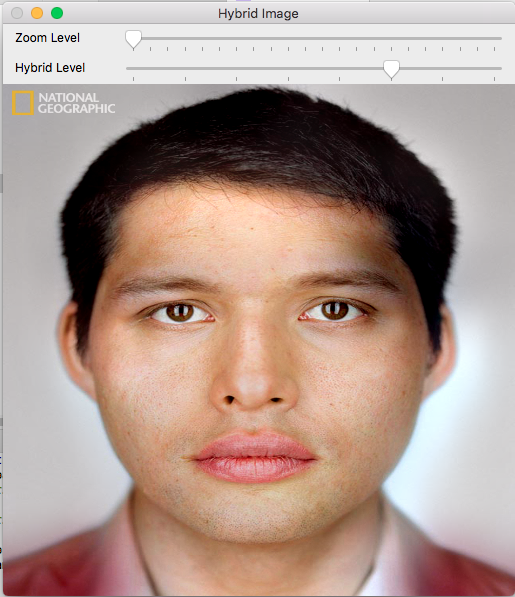 Hybrid Image
Zoom Level
Hybrid Level
NATIONAL
GEOGRAPHIC